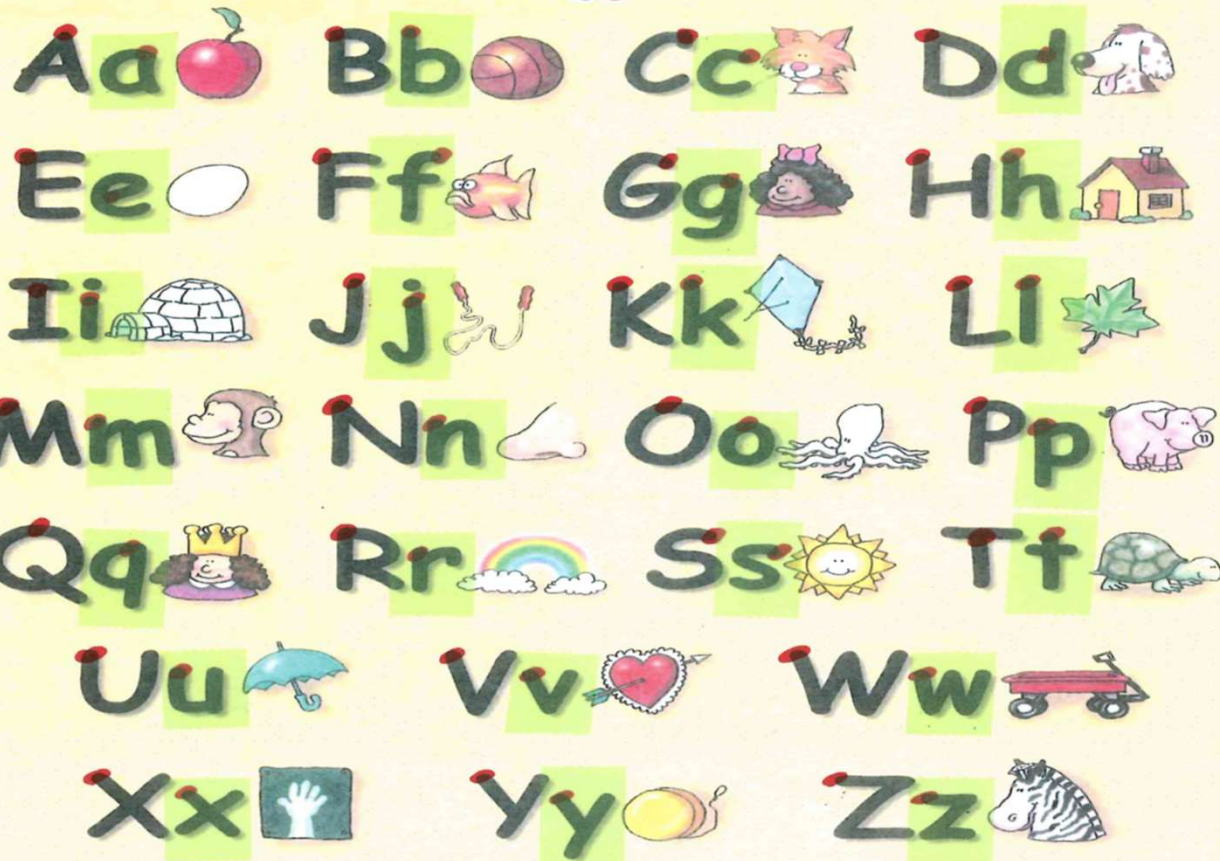 Aa Bb Cc Dd
Ee Ff Gg Hh
Ii Jj Kk Ll
Mm Nn Oo Pp
Qq Rr Ss Tt
Uu Vv Ww
Xx Yy Zz